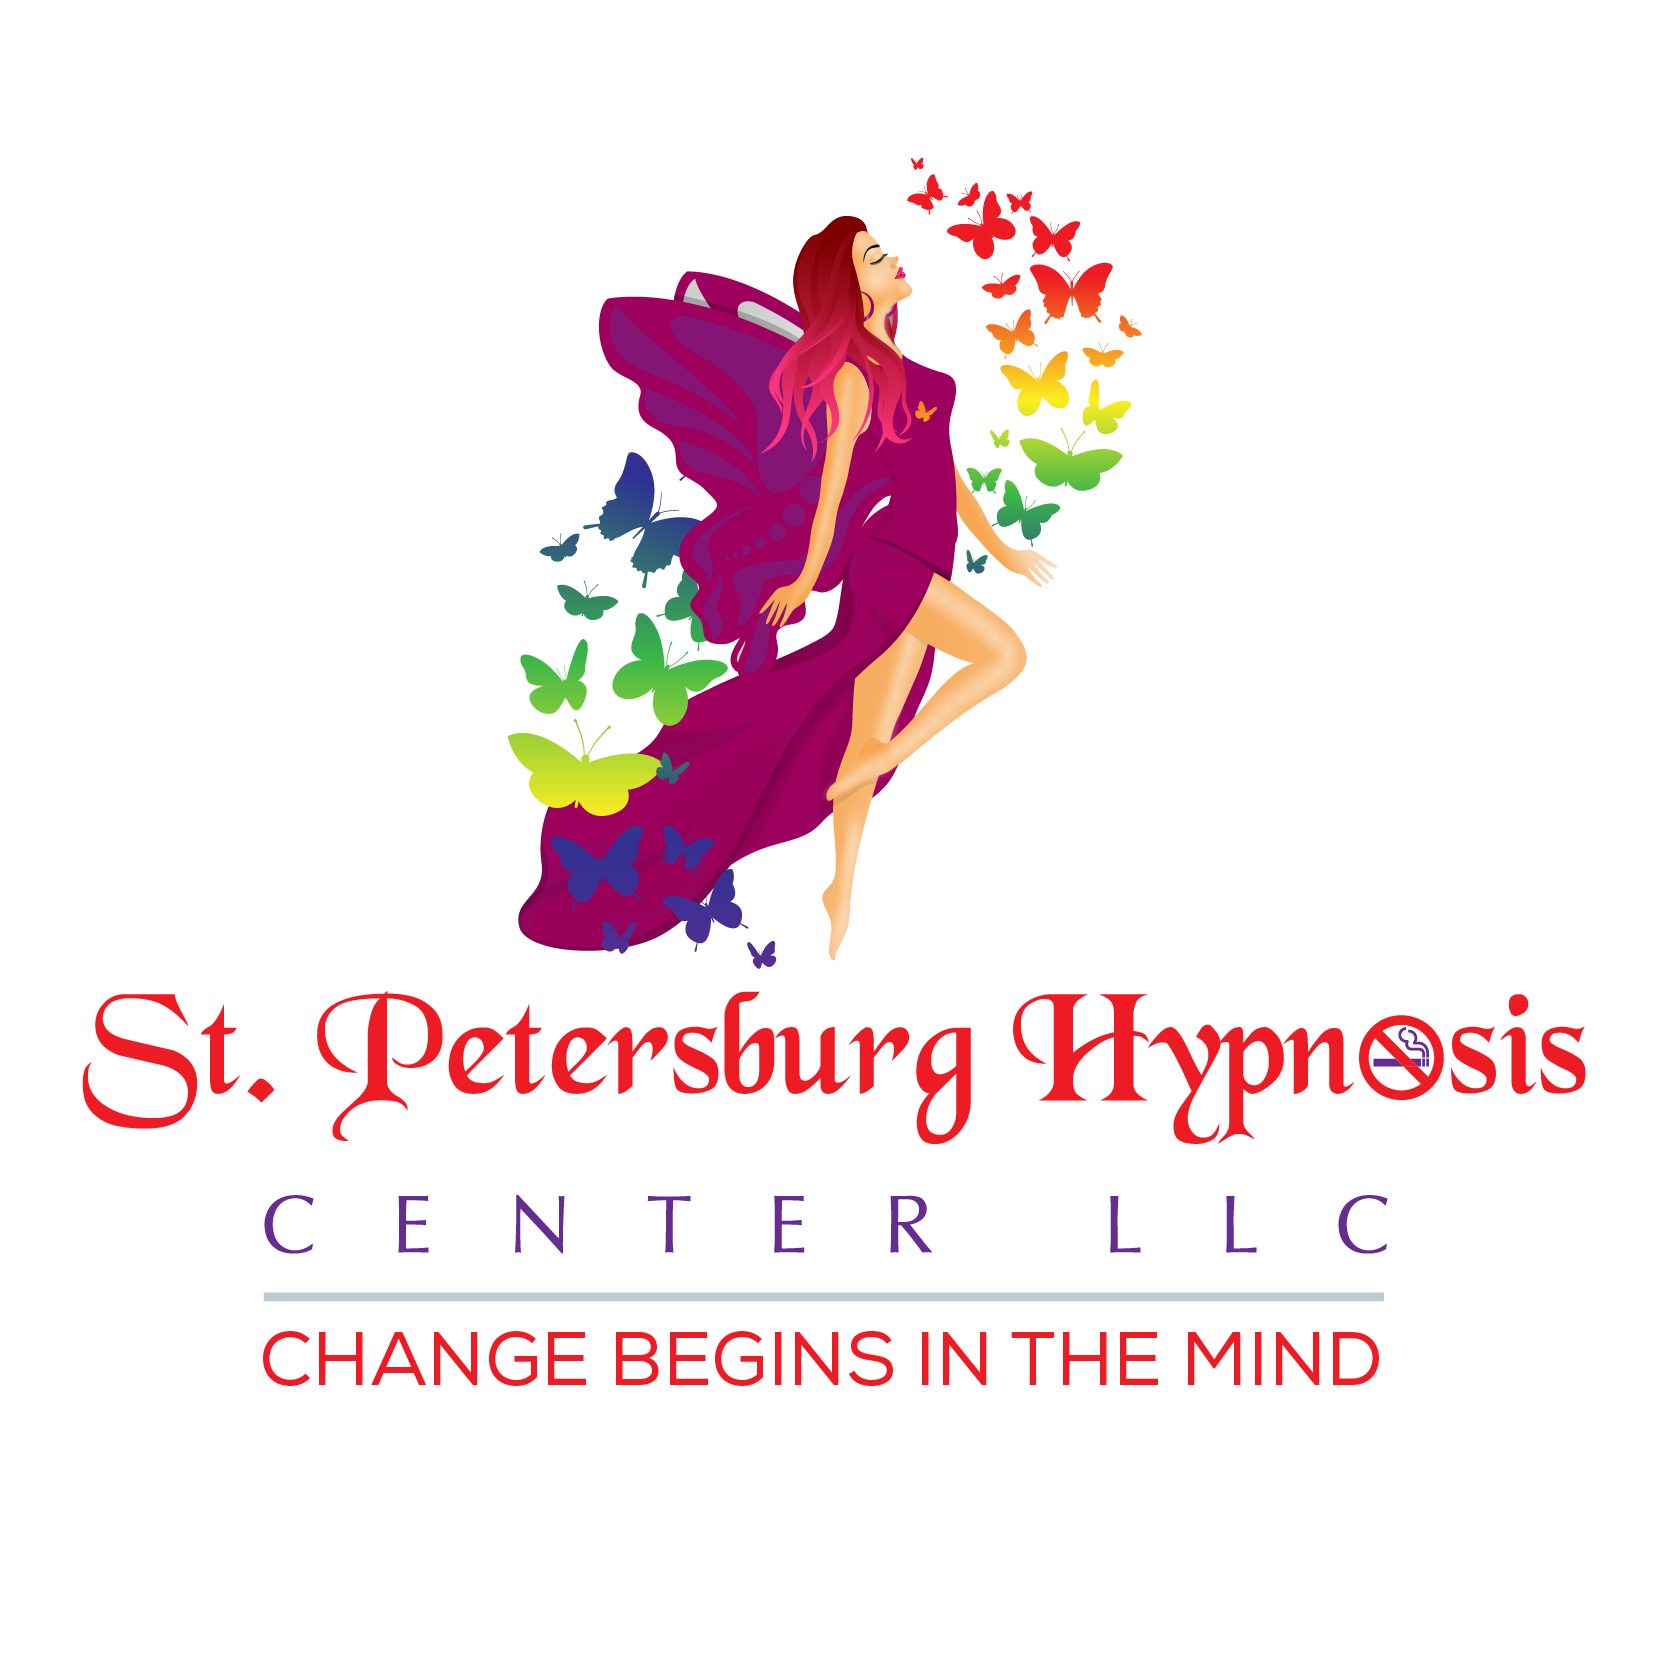 St. Petersburg Hypnosis
CENTER LLC
CHANGE BEGINS IN THE MIND